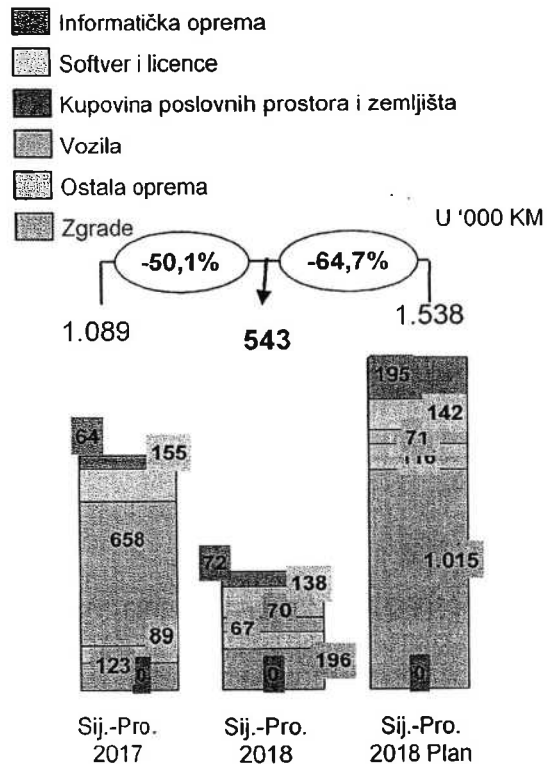 Informatička oprema
Softver i licence
Kupovina poslovnih prostora i zemljišta
Vozila
Ostala oprema
Zgrade
U '000 KM
-50,1%
-64,7%
1.089
543
1.538
64
155
658
89
123
0
72
138
70
67
196
0
195
142
71
116
1.015
0
Sij.-Pro.
2017
Sij.-Pro.
2018
Sij.-Pro.
2018 Plan